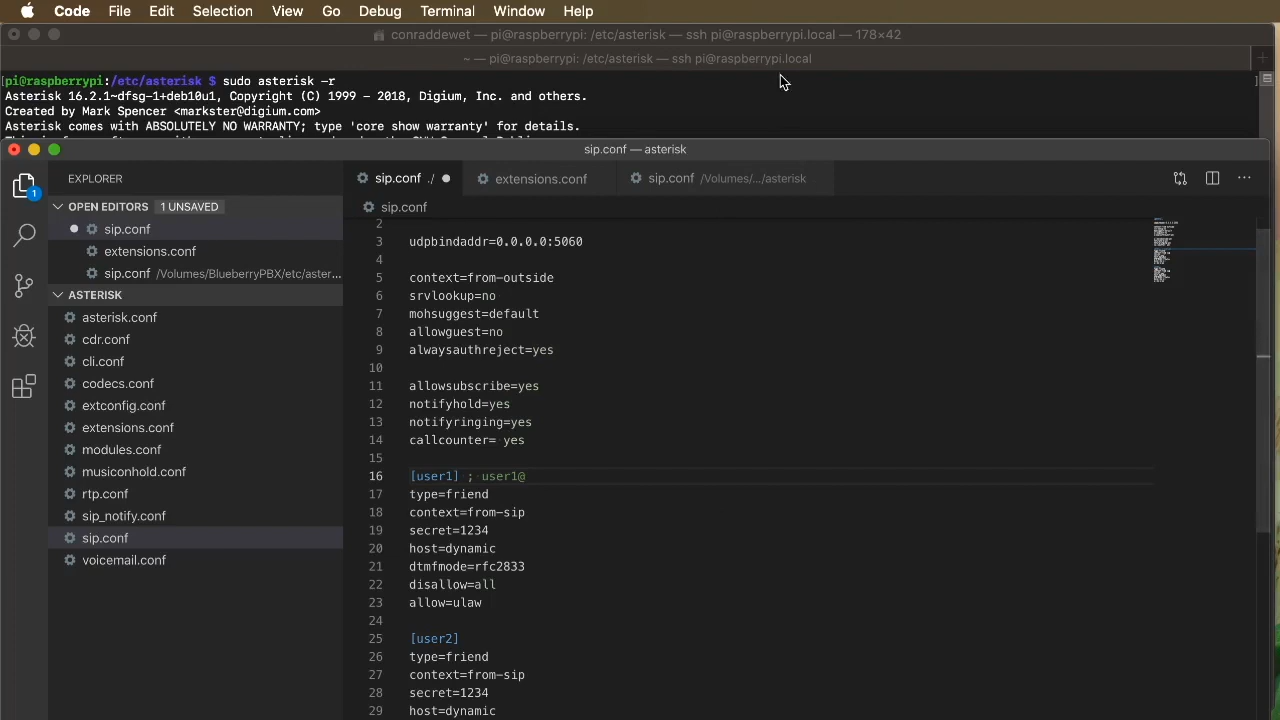 Code File Edit Selection View Go Debug Terminal Window Help
conraddewet — pi@raspberrypi: /etc/asterisk — ssh pi@raspberrypi.local — 178×42
~ — pi@raspberrypi: /etc/asterisk — ssh pi@raspberrypi.local
[pi@raspberrypi:/etc/asterisk $ sudo asterisk -r ]
Asterisk 16.2.1~dfsg-1+deb10u1, Copyright (C) 1999 - 2018, Digium, Inc. and others.
Created by Mark Spencer <markster@digium.com>
Asterisk comes with ABSOLUTELY NO WARRANTY; type 'core show warranty' for details.
sip.conf — asterisk
EXPLORER
1
OPEN EDITORS 1 UNSAVED
sip.conf
extensions.conf
sip.conf /Volumes/BlueberryPBX/etc/aster...
ASTERISK
asterisk.conf
cdr.conf
cli.conf
codecs.conf
extconfig.conf
extensions.conf
modules.conf
musiconhold.conf
rtp.conf
sip_notify.conf
sip.conf
voicemail.conf
sip.conf ./
extensions.conf
sip.conf /Volumes/.../asterisk
sip.conf
2
3 udpbindaddr=0.0.0.0:5060
4
5 context=from-outside
6 srvlookup=no
7 mohsuggest=default
8 allowguest=no
9 alwaysauthreject=yes
10
11 allowsubscribe=yes
12 notifyhold=yes
13 notifyringing=yes
14 callcounter= yes
15
16 [user1] ; user1@
17 type=friend
18 context=from-sip
19 secret=1234
20 host=dynamic
21 dtmfmode=rfc2833
22 disallow=all
23 allow=ulaw
24
25 [user2]
26 type=friend
27 context=from-sip
28 secret=1234
29 host=dynamic